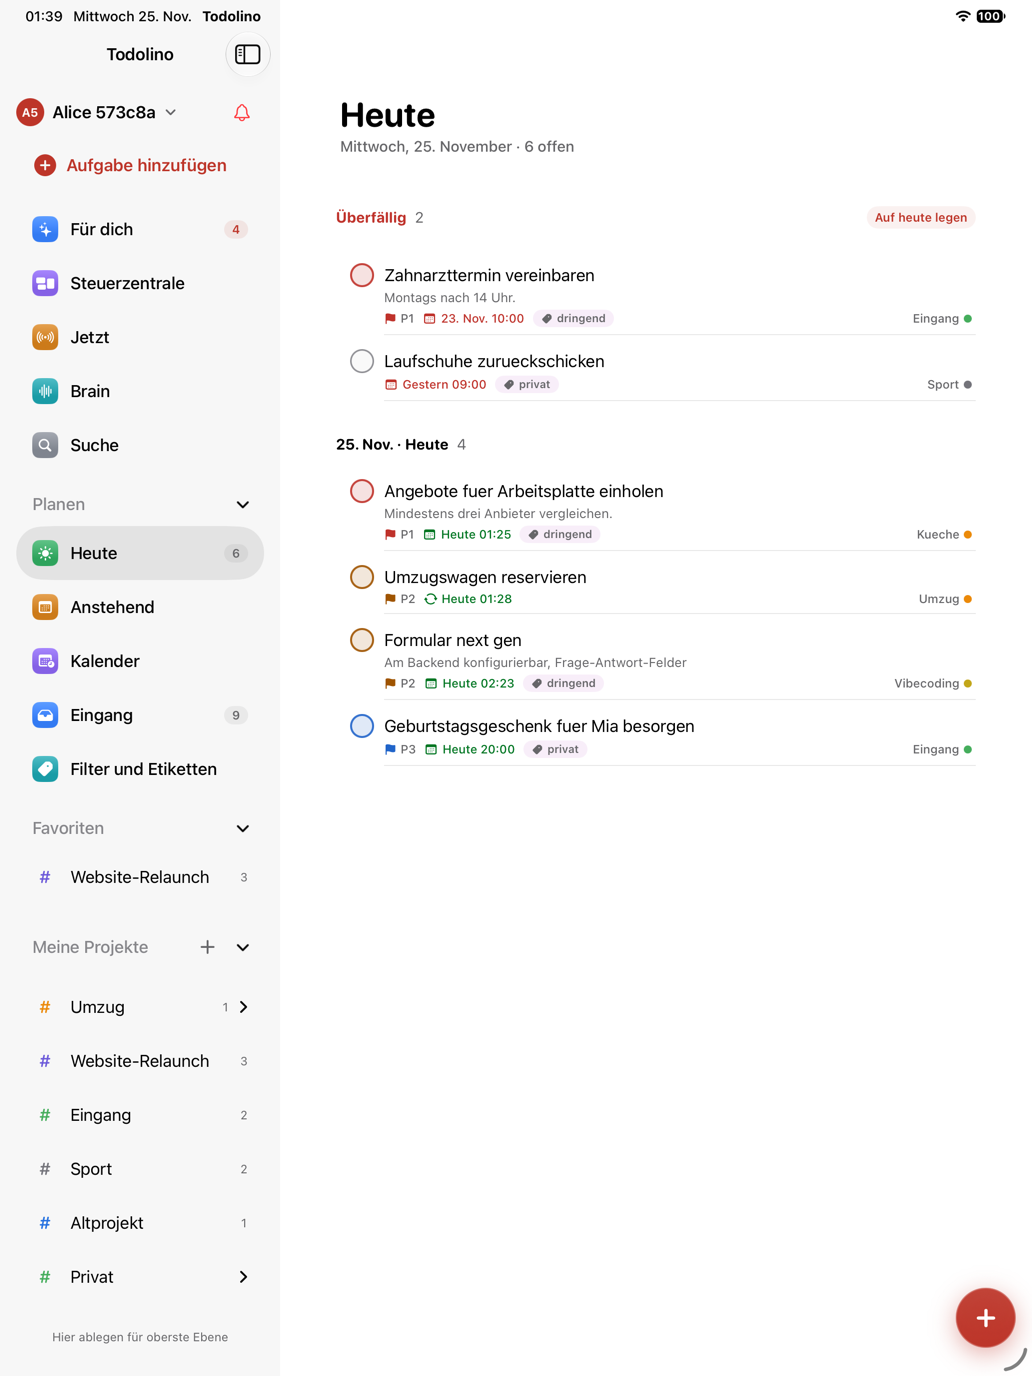 01:39 Mittwoch 25. Nov. Todolino
100
Todolino
A5 Alice 573c8a
Aufgabe hinzufügen
Für dich 4
Steuerzentrale
Jetzt
Brain
Suche
Planen
Heute 6
Anstehend
Kalender
Eingang 9
Filter und Etiketten
Favoriten
# Website-Relaunch 3
Meine Projekte
# Umzug 1
# Website-Relaunch 3
# Eingang 2
# Sport 2
# Altprojekt 1
# Privat
Hier ablegen für oberste Ebene
Heute
Mittwoch, 25. November · 6 offen
Überfällig 2 Auf heute legen
Zahnarzttermin vereinbaren
Montags nach 14 Uhr.
P1 23. Nov. 10:00 dringend Eingang
Laufschuhe zurueckschicken
Gestern 09:00 privat Sport
25. Nov. · Heute 4
Angebote fuer Arbeitsplatte einholen
Mindestens drei Anbieter vergleichen.
P1 Heute 01:25 dringend Kueche
Umzugswagen reservieren
P2 Heute 01:28 Umzug
Formular next gen
Am Backend konfigurierbar, Frage-Antwort-Felder
P2 Heute 02:23 dringend Vibecoding
Geburtstagsgeschenk fuer Mia besorgen
P3 Heute 20:00 privat Eingang